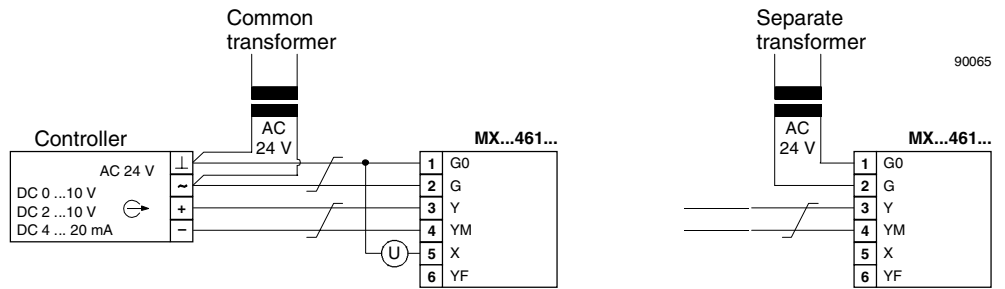 Common
transformer
Separate
transformer
90065
AC
24 V
Controller
MX...461...
AC 24 V
DC 0 ...10 V
DC 2 ...10 V
DC 4 ... 20 mA
⊥
~
+
−
1 G0
2 G
3 Y
4 YM
5 X
6 YF
U
AC
24 V
MX...461...
1 G0
2 G
3 Y
4 YM
5 X
6 YF